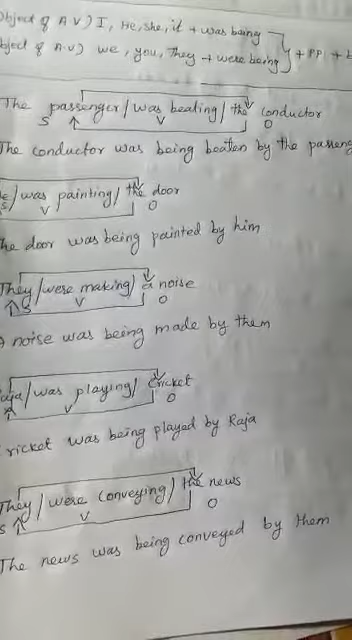 Object of A.V) I, He, she, it + was being
object of A.V) we, you, They + were being } + PP +
The passenger / was beating / the conductor
S V O
The conductor was being beaten by the
/ was painting / the door
S V O
The door was being painted by him
They / were making / a noise
S V O
A noise was being made by them
Raja / was playing / Cricket
V O
Cricket was being played by Raja
They / were conveying / the news
S V O
The news was being conveyed by them